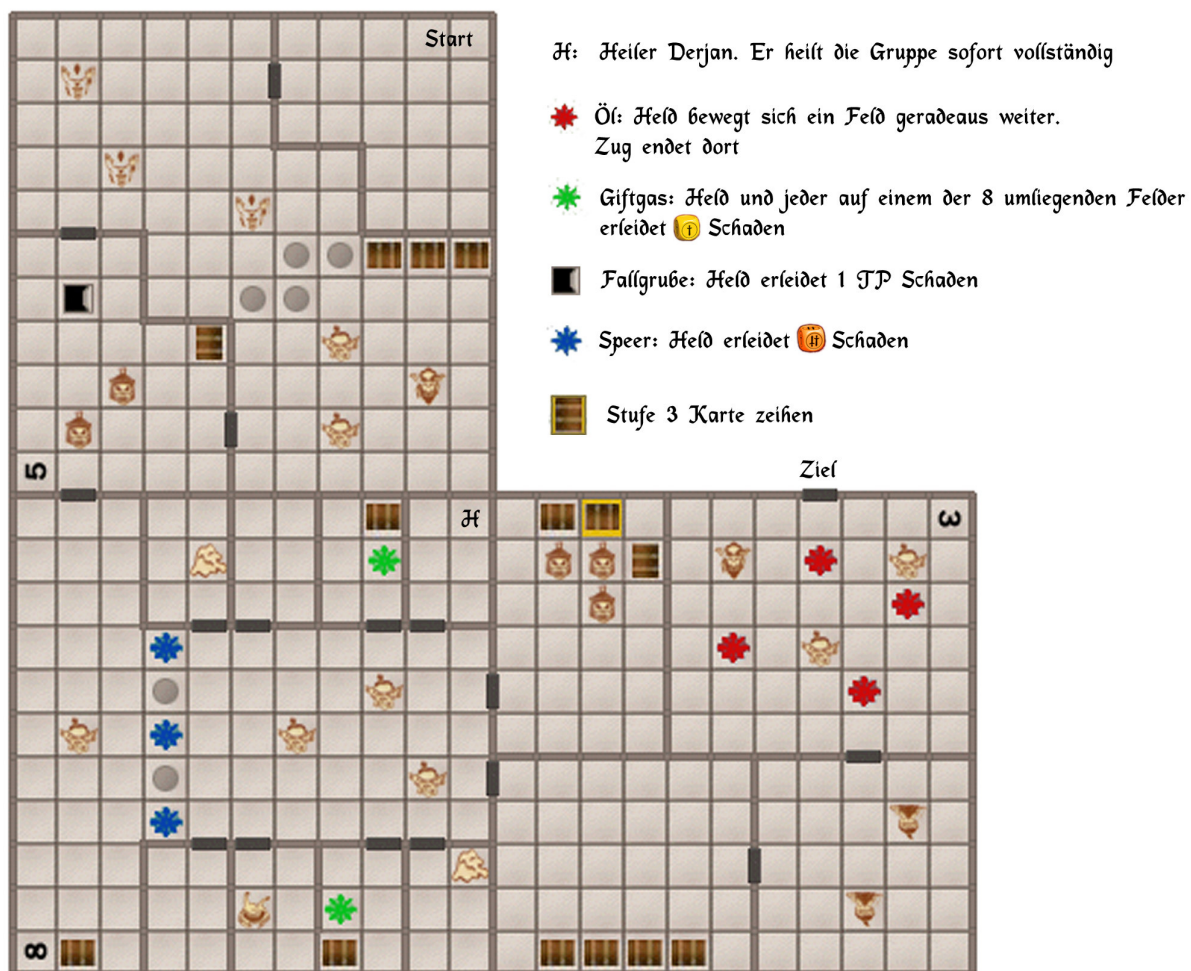 Start
H: Heiler Derjan. Er heilt die Gruppe sofort vollständig
Öl: Held bewegt sich ein Feld geradeaus weiter.
Zug endet dort
Giftgas: Held und jeder auf einem der 8 umliegenden Felder
erleidet Schaden
Fallgrube: Held erleidet 1 TP Schaden
Speer: Held erleidet H Schaden
Stufe 3 Karte zeihen
5
Ziel
H
3
8